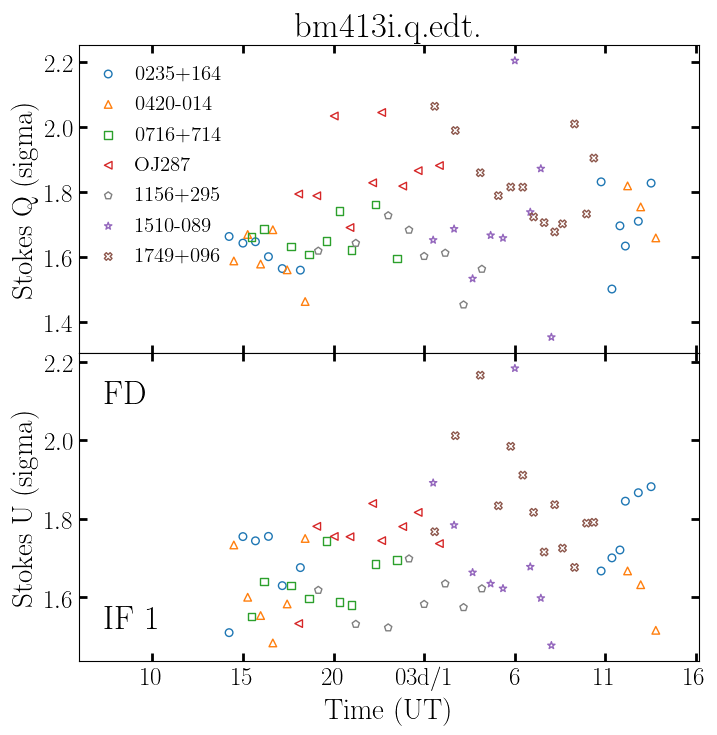 bm413i.q.edt.
Stokes Q (sigma)
2.2
2.0
1.8
1.6
1.4
0235+164
0420-014
0716+714
OJ287
1156+295
1510-089
1749+096
Stokes U (sigma)
2.2
2.0
1.8
1.6
FD
IF 1
10 15 20 03d/1 6 11 16
Time (UT)